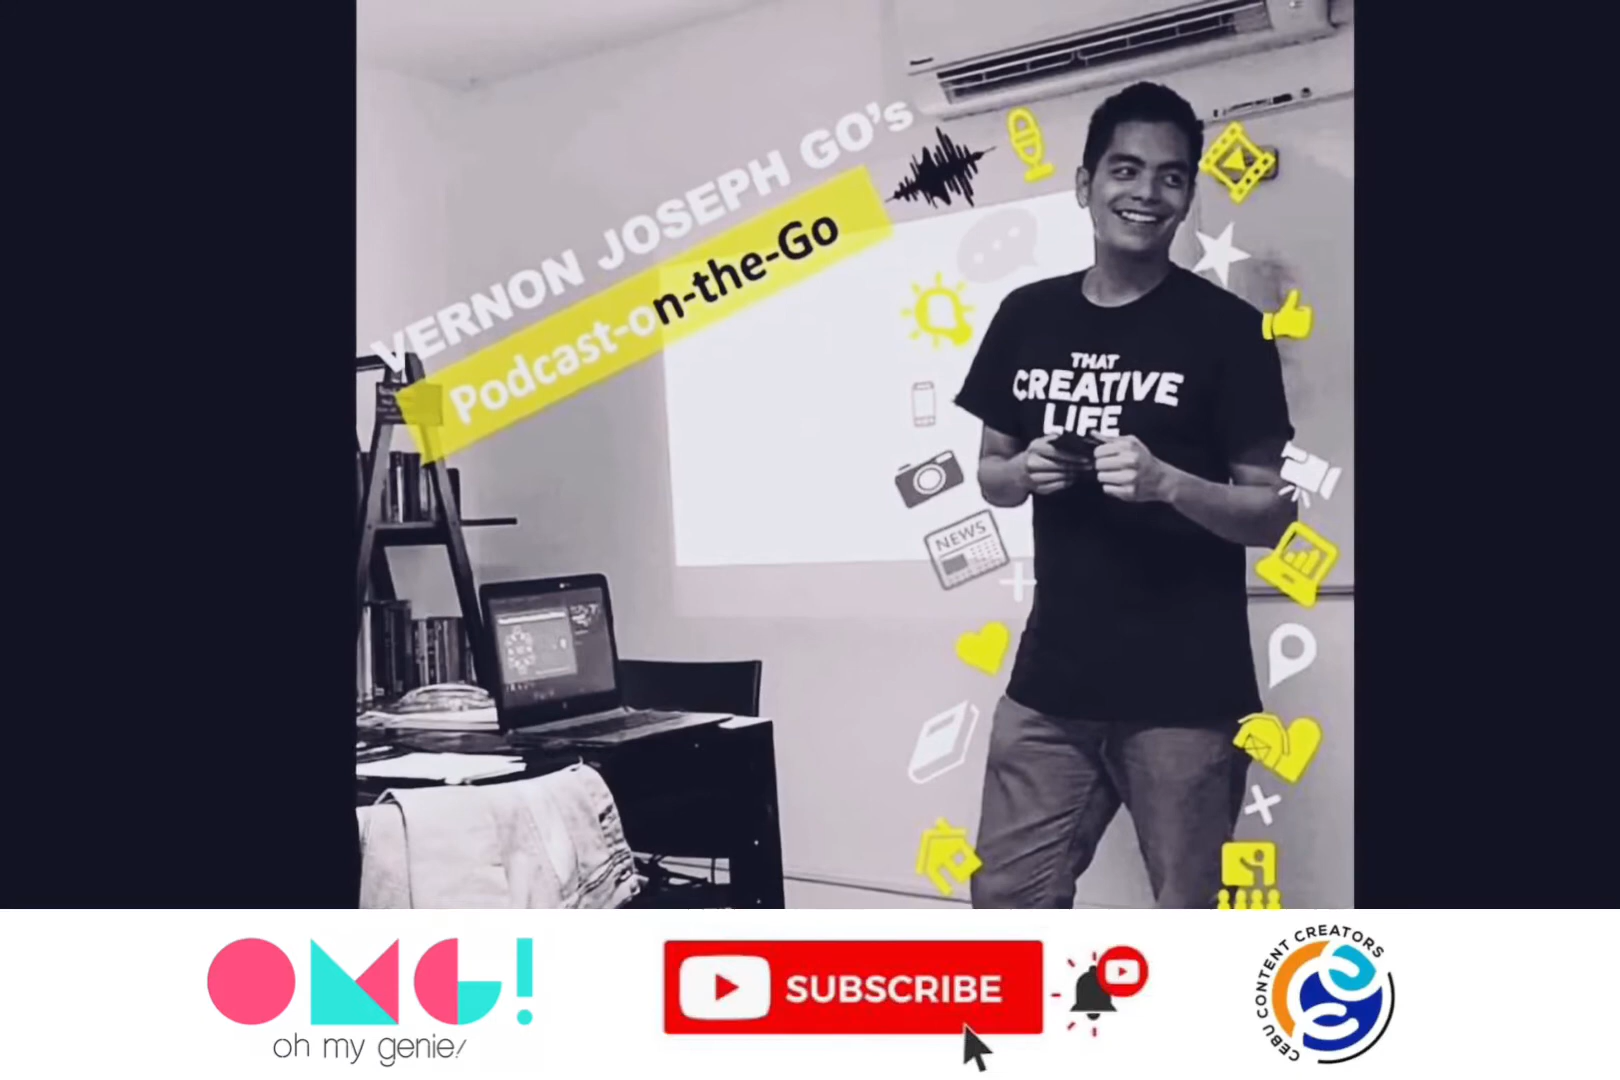 VERNON JOSEPH GO's
Podcast-on-the-Go
THAT
CREATIVE
LIFE
NEWS
OMG!
oh my genie!
SUBSCRIBE
CEBU CONTENT CREATORS